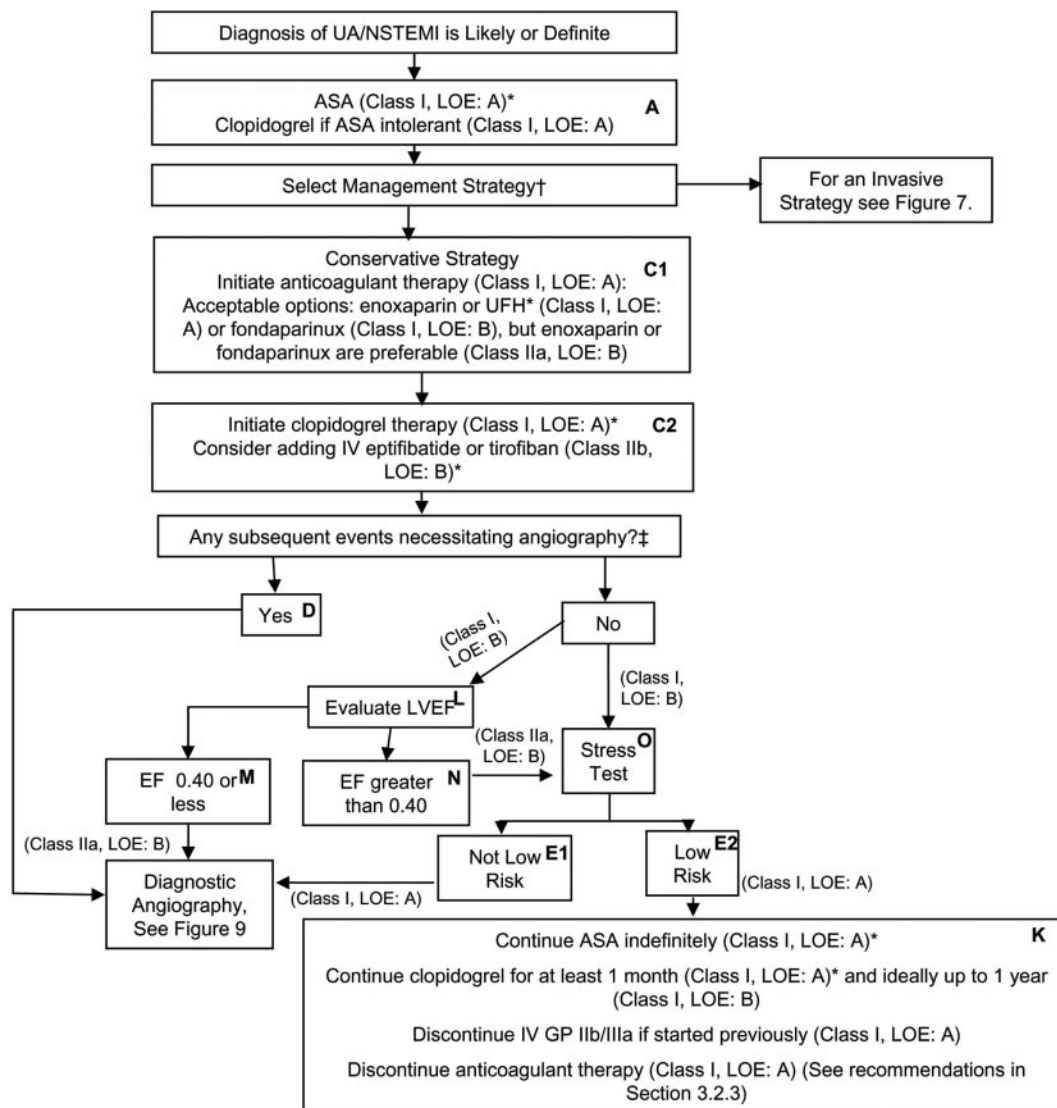 Diagnosis of UA/NSTEMI is Likely or Definite
ASA (Class I, LOE: A)*
A
Clopidogrel if ASA intolerant (Class I, LOE: A)
Select Management Strategy†
For an Invasive
Strategy see Figure 7.
Conservative Strategy
C1
Initiate anticoagulant therapy (Class I, LOE: A):
Acceptable options: enoxaparin or UFH* (Class I, LOE:
A) or fondaparinux (Class I, LOE: B), but enoxaparin or
fondaparinux are preferable (Class IIa, LOE: B)
Initiate clopidogrel therapy (Class I, LOE: A)*
C2
Consider adding IV eptifibatide or tirofiban (Class IIb,
LOE: B)*
Any subsequent events necessitating angiography?‡
Yes
D
No
(Class I,
LOE: B)
(Class I,
LOE: B)
Evaluate LVEF
L
(Class IIa,
LOE: B)
Stress
Test
O
EF 0.40 or
less
M
EF greater
than 0.40
N
(Class IIa, LOE: B)
Not Low
Risk
E1
Low
Risk
E2
(Class I, LOE: A)
(Class I, LOE: A)
Diagnostic
Angiography,
See Figure 9
Continue ASA indefinitely (Class I, LOE: A)*
K
Continue clopidogrel for at least 1 month (Class I, LOE: A)* and ideally up to 1 year
(Class I, LOE: B)
Discontinue IV GP IIb/IIIa if started previously (Class I, LOE: A)
Discontinue anticoagulant therapy (Class I, LOE: A) (See recommendations in
Section 3.2.3)